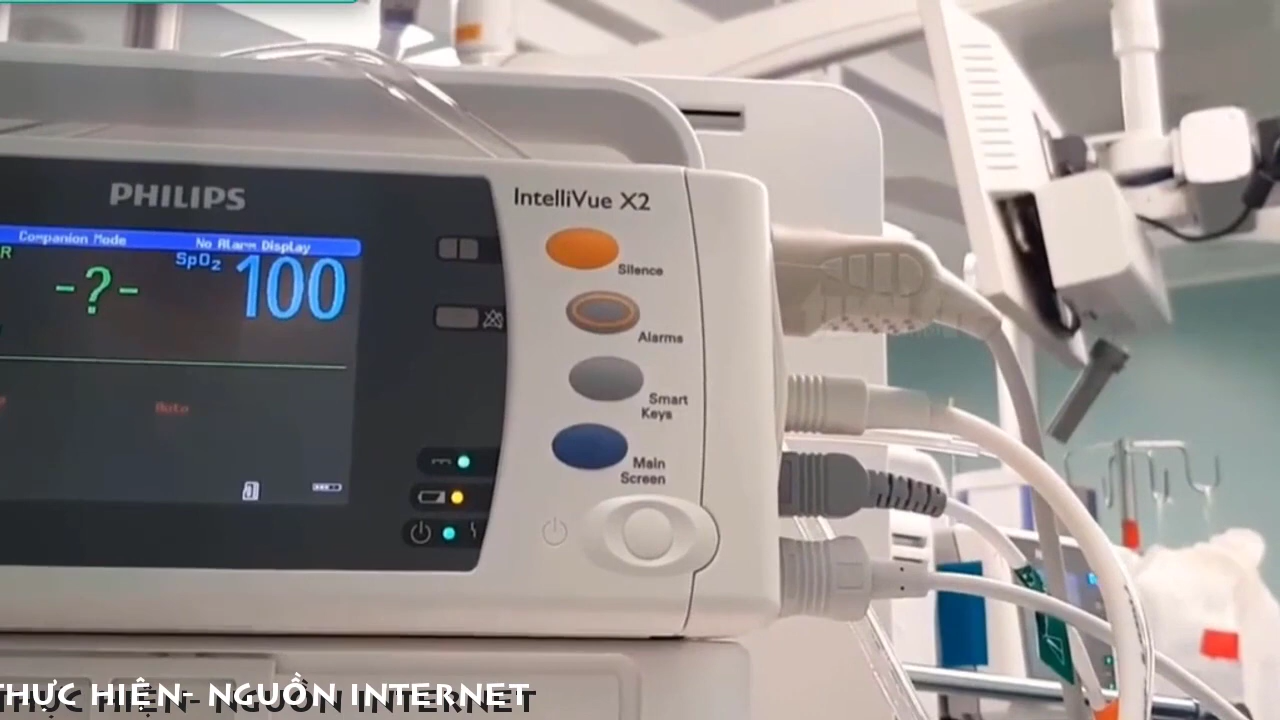 PHILIPS
IntelliVue X2
Companion Mode No Alarm Display
R -?- SpO₂ 100
Silence
Alarms
Auto
Smart
Keys
Main
Screen
THỰC HIỆN- NGUỒN INTERNET